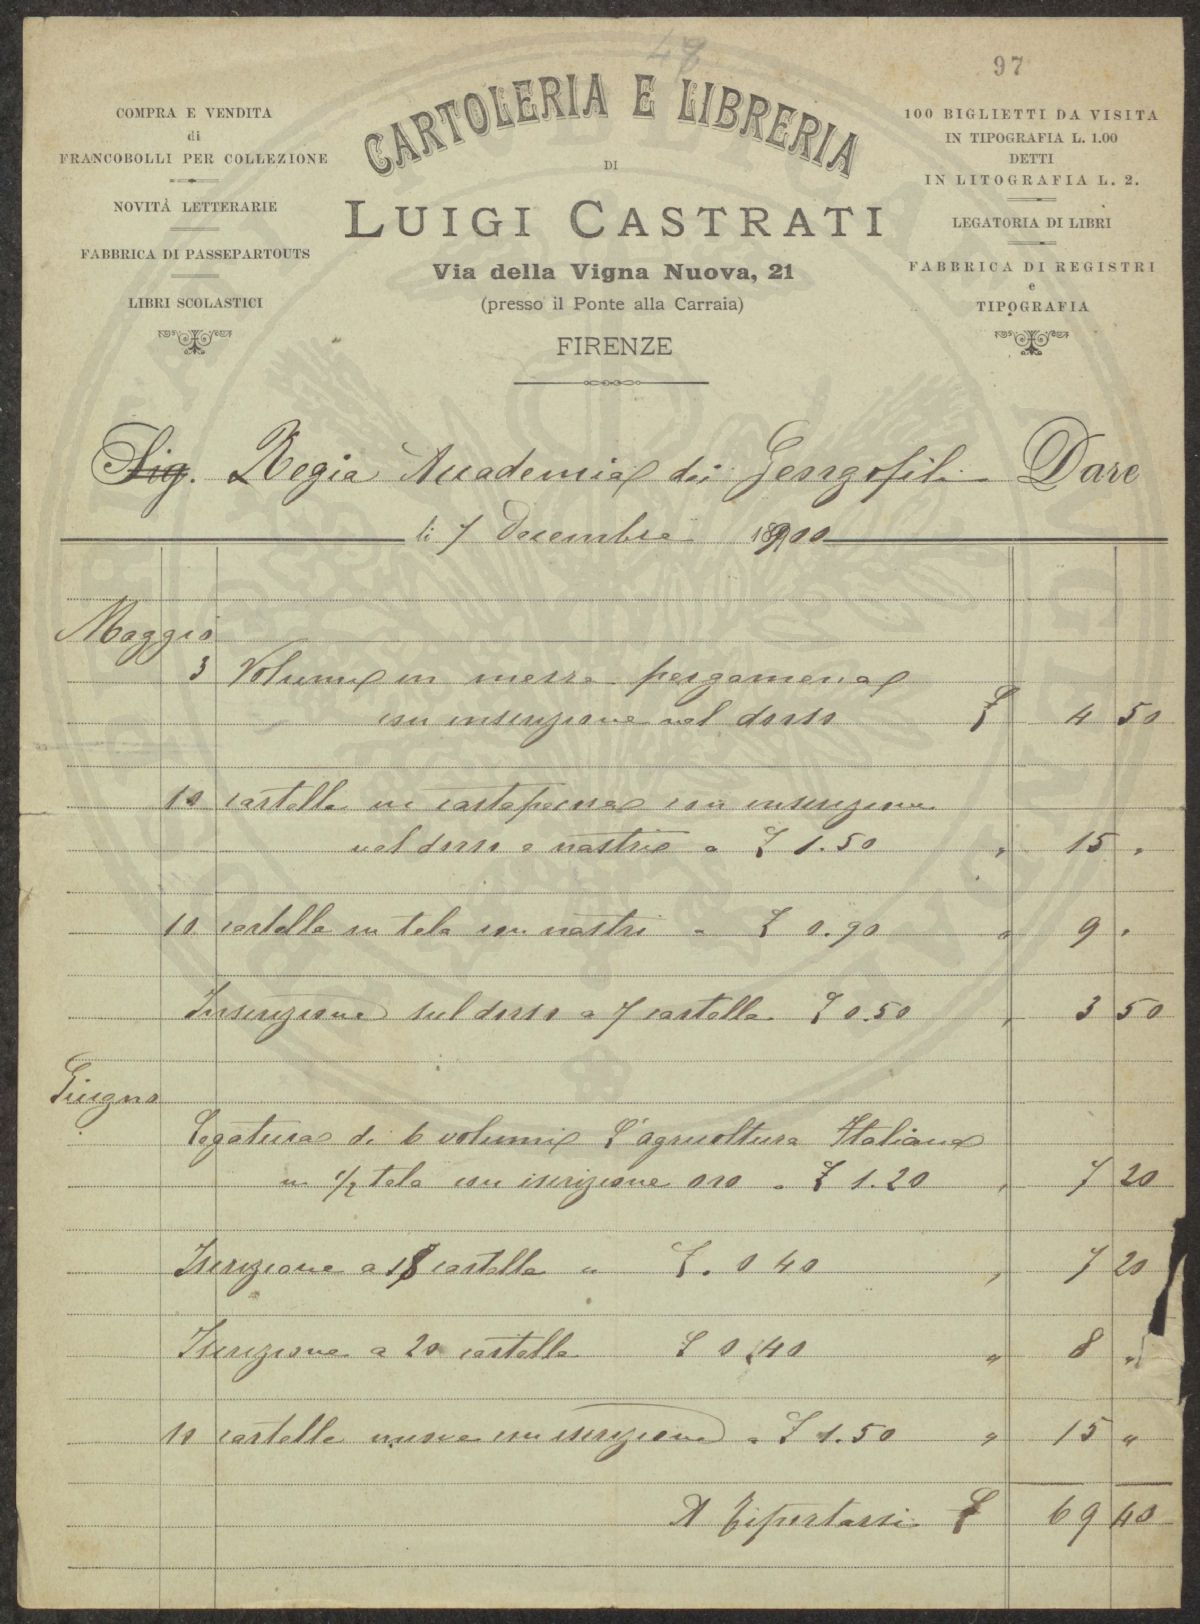 48
97
COMPRA E VENDITA
di
FRANCOBOLLI PER COLLEZIONE
NOVITÁ LETTERARIE
FABBRICA DI PASSEPARTOUTS
LIBRI SCOLASTICI
CARTOLERIA E LIBRERIA
DI
LUIGI CASTRATI
Via della Vigna Nuova, 21
(presso il Ponte alla Carraia)
FIRENZE
100 BIGLIETTI DA VISITA
IN TIPOGRAFIA L. 1.00
DETTI
IN LITOGRAFIA L. 2.
LEGATORIA DI LIBRI
FABBRICA DI REGISTRI
e
TIPOGRAFIA
Sig. Regia Accademia dei Gergofili Dare
li 7 Decembre 1900
Maggio
3 Volumi in mezza pergamena
con inscrizione nel dorso £ 4 50
10 cartelle in cartapecora con inscrizione
nel dorso e nastri a £ 1.50 " 15 "
10 cartelle in tela con nastri a £ 0.90 " 9 "
Inscrizione sul dorso a 7 cartelle £ 0.50 " 3 50
Giugno
Legatura di 6 volumi L'agricoltura Italiana
in 1/2 tela con iscrizione oro a £ 1.20 " 7 20
Iscrizione a 18 cartelle a £. 0 40 " 7 20
Iscrizione a 20 cartelle £ 0,40 " 8 "
10 cartelle nuove con iscrizione a £ 1.50 " 15 "
A Riportarsi £ 69 40